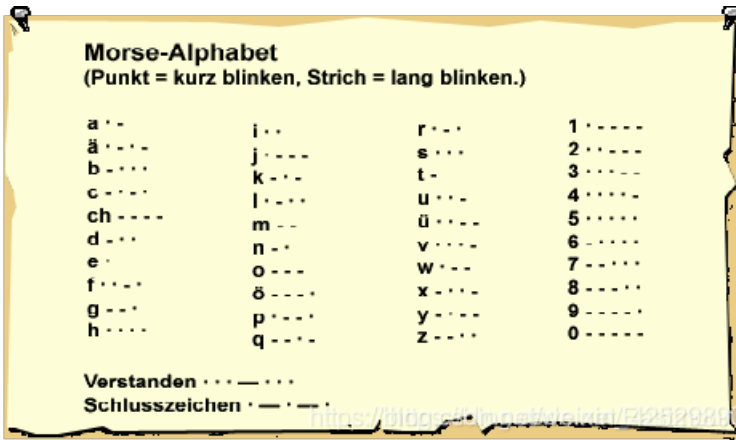 Morse-Alphabet
(Punkt = kurz blinken, Strich = lang blinken.)
a · -
ä · - · -
b - · · ·
c - · - ·
ch - - - -
d - · ·
e ·
f · · - ·
g - - ·
h · · · ·
i · ·
j · - - -
k - · -
l · - · ·
m - -
n - ·
o - - -
ö - - - ·
p · - - ·
q - - · -
r · - ·
s · · ·
t -
u · · -
ü · · - -
v · · · -
w · - -
x - · · -
y - · - -
z - - · ·
1 · - - - -
2 · · - - -
3 · · · - -
4 · · · · -
5 · · · · ·
6 - · · · ·
7 - - · · ·
8 - - - · ·
9 - - - - ·
0 - - - - -
Verstanden · · · — · · ·
Schlusszeichen · — · — ·